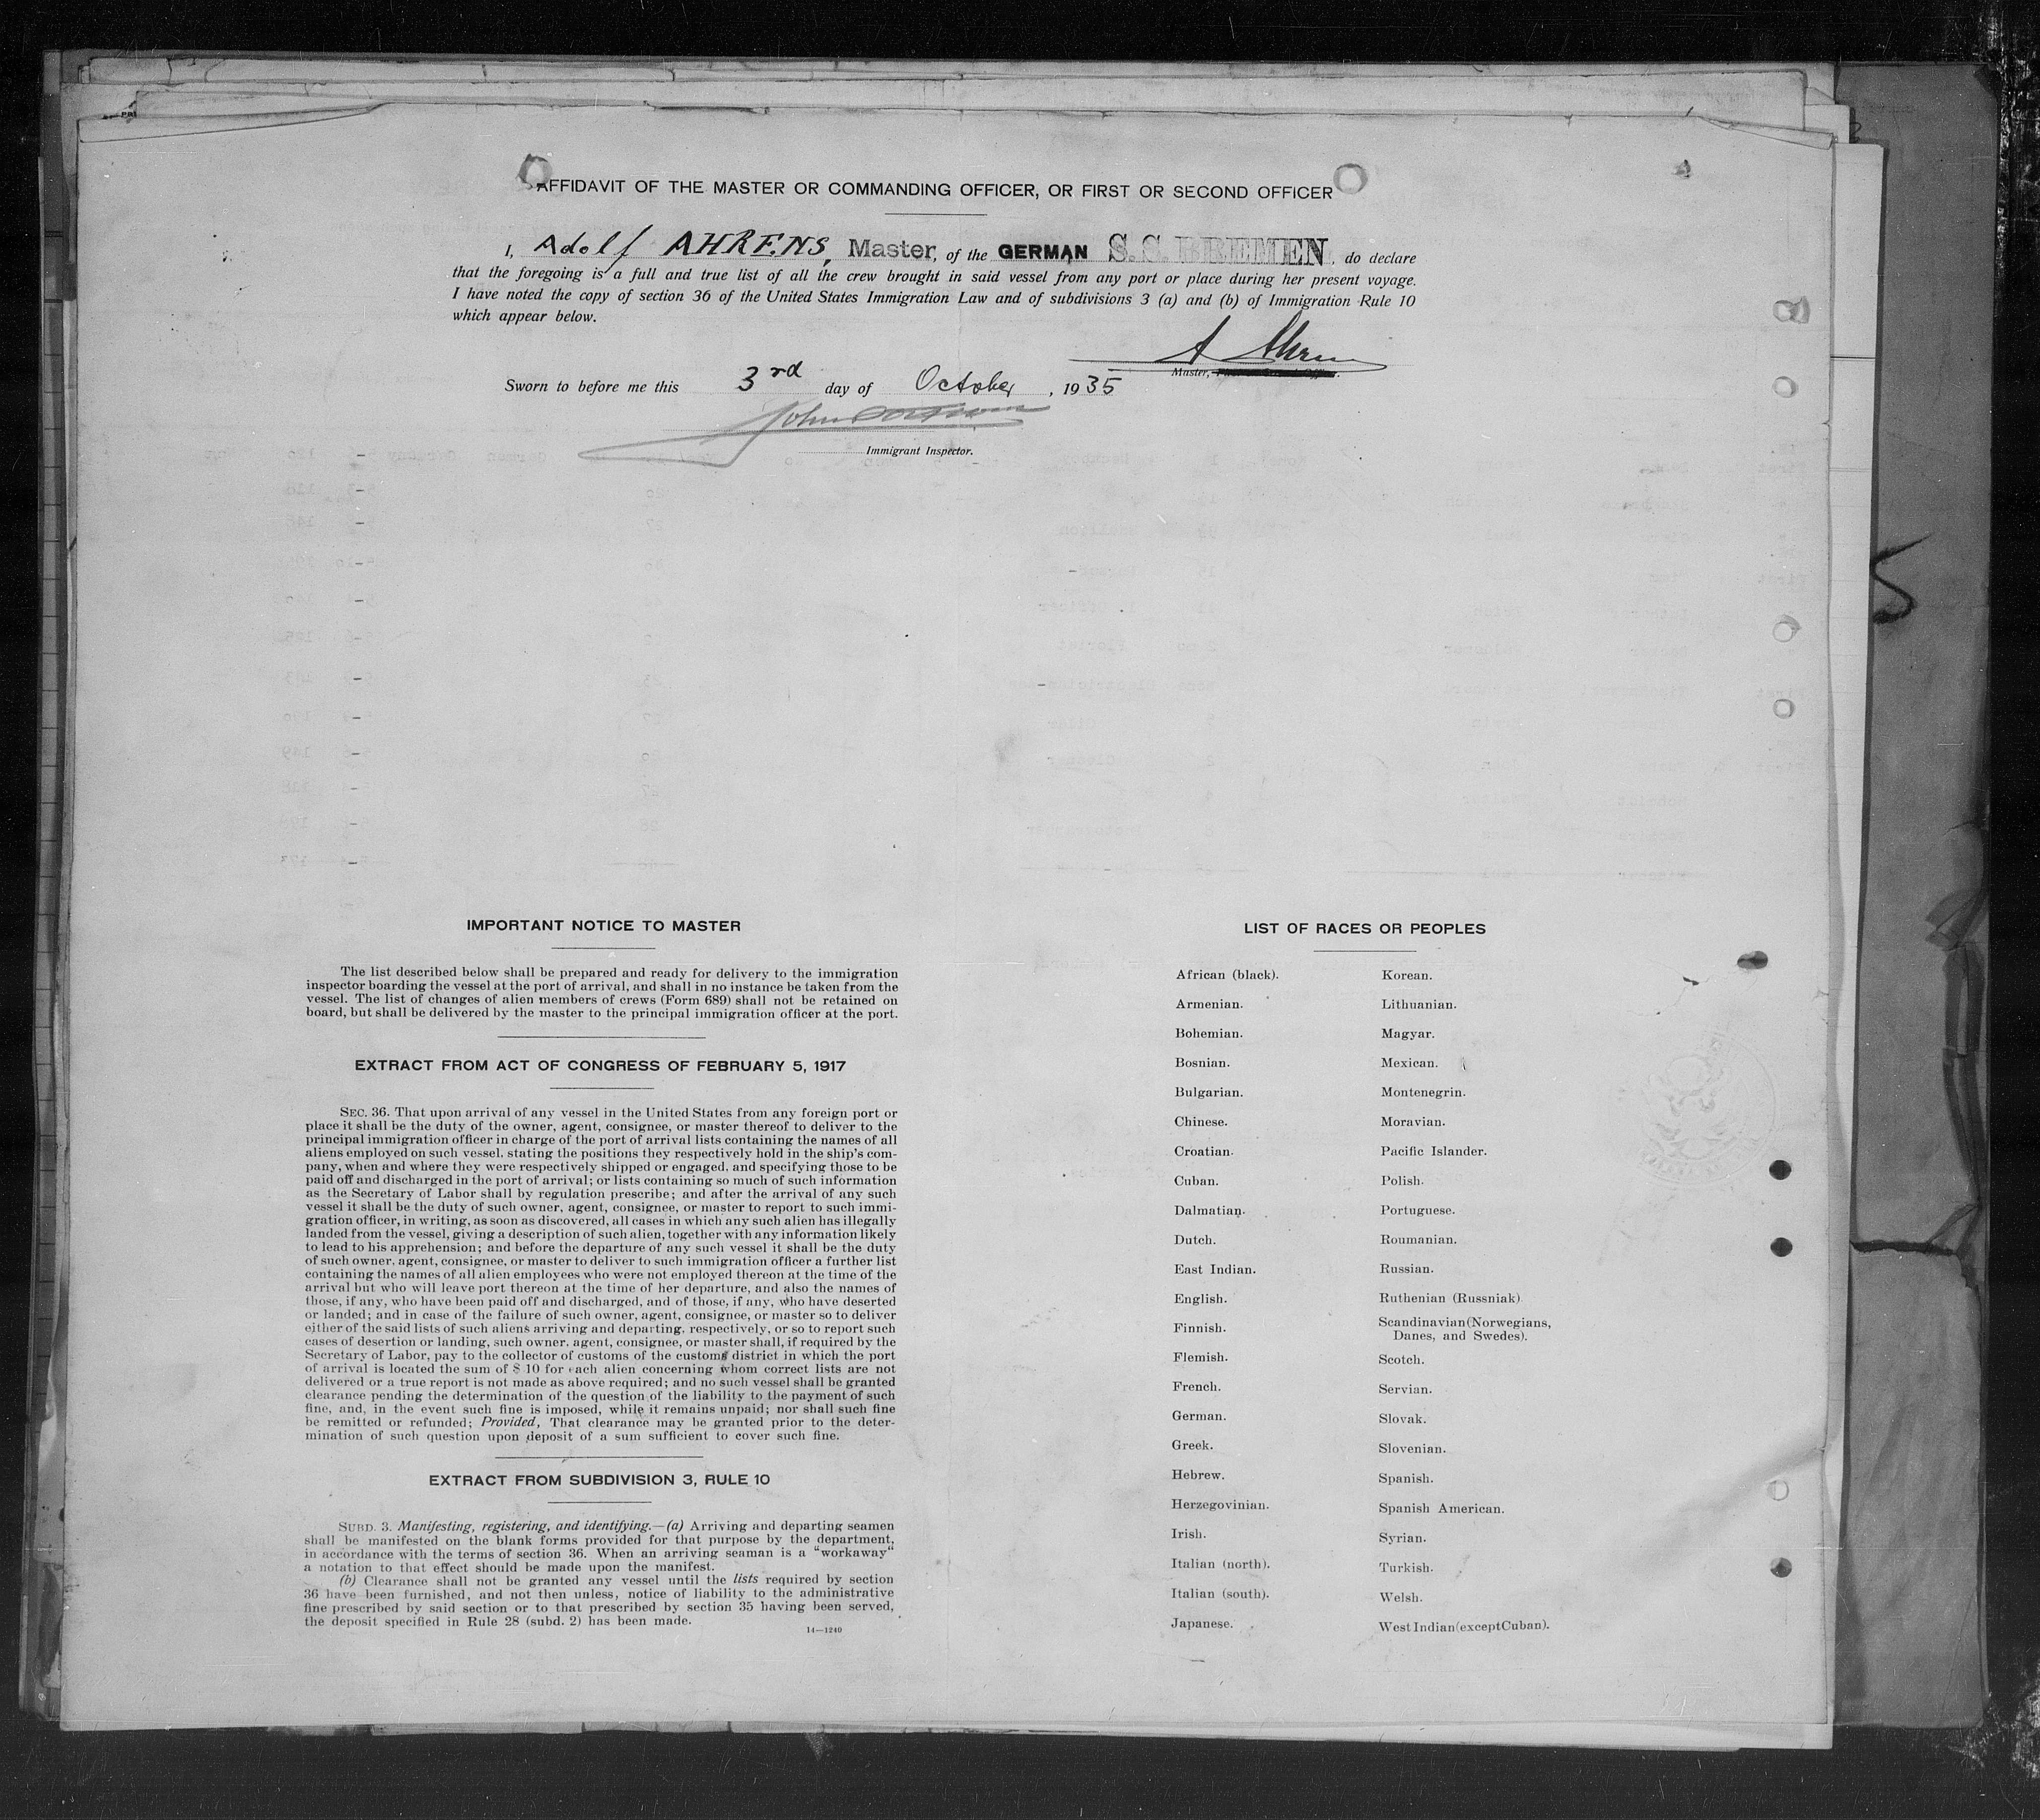 AFFIDAVIT OF THE MASTER OR COMMANDING OFFICER, OR FIRST OR SECOND OFFICER
I, Adolf AHRENS, Master, of the GERMAN S.S. BREMEN, do declare
that the foregoing is a full and true list of all the crew brought in said vessel from any port or place during her present voyage.
I have noted the copy of section 36 of the United States Immigration Law and of subdivisions 3 (a) and (b) of Immigration Rule 10
which appear below.
A Ahrens
Master,
Sworn to before me this 3rd day of October, 1935
John
Immigrant Inspector.
IMPORTANT NOTICE TO MASTER
The list described below shall be prepared and ready for delivery to the immigration
inspector boarding the vessel at the port of arrival, and shall in no instance be taken from the
vessel. The list of changes of alien members of crews (Form 689) shall not be retained on
board, but shall be delivered by the master to the principal immigration officer at the port.
EXTRACT FROM ACT OF CONGRESS OF FEBRUARY 5, 1917
SEC. 36. That upon arrival of any vessel in the United States from any foreign port or
place it shall be the duty of the owner, agent, consignee, or master thereof to deliver to the
principal immigration officer in charge of the port of arrival lists containing the names of all
aliens employed on such vessel, stating the positions they respectively hold in the ship's com-
pany, when and where they were respectively shipped or engaged, and specifying those to be
paid off and discharged in the port of arrival; or lists containing so much of such information
as the Secretary of Labor shall by regulation prescribe; and after the arrival of any such
vessel it shall be the duty of such owner, agent, consignee, or master to report to such immi-
gration officer, in writing, as soon as discovered, all cases in which any such alien has illegally
landed from the vessel, giving a description of such alien, together with any information likely
to lead to his apprehension; and before the departure of any such vessel it shall be the duty
of such owner, agent, consignee, or master to deliver to such immigration officer a further list
containing the names of all alien employees who were not employed thereon at the time of the
arrival but who will leave port thereon at the time of her departure, and also the names of
those, if any, who have been paid off and discharged, and of those, if any, who have deserted
or landed; and in case of the failure of such owner, agent, consignee, or master so to deliver
either of the said lists of such aliens arriving and departing, respectively, or so to report such
cases of desertion or landing, such owner. agent, consignee, or master shall, if required by the
Secretary of Labor, pay to the collector of customs of the customs district in which the port
of arrival is located the sum of $ 10 for each alien concerning whom correct lists are not
delivered or a true report is not made as above required; and no such vessel shall be granted
clearance pending the determination of the question of the liability to the payment of such
fine, and, in the event such fine is imposed, while it remains unpaid; nor shall such fine
be remitted or refunded; Provided, That clearance may be granted prior to the deter-
mination of such question upon deposit of a sum sufficient to cover such fine.
EXTRACT FROM SUBDIVISION 3, RULE 10
SUBD. 3. Manifesting, registering, and identifying.—(a) Arriving and departing seamen
shall be manifested on the blank forms provided for that purpose by the department,
in accordance with the terms of section 36. When an arriving seaman is a "workaway"
a notation to that effect should be made upon the manifest.
(b) Clearance shall not be granted any vessel until the lists required by section
36 have been furnished, and not then unless, notice of liability to the administrative
fine prescribed by said section or to that prescribed by section 35 having been served,
the deposit specified in Rule 28 (subd. 2) has been made.
14—1240
LIST OF RACES OR PEOPLES
African (black).
Armenian.
Bohemian.
Bosnian.
Bulgarian.
Chinese.
Croatian.
Cuban.
Dalmatian.
Dutch.
East Indian.
English.
Finnish.
Flemish.
French.
German.
Greek.
Hebrew.
Herzegovinian.
Irish.
Italian (north).
Italian (south).
Japanese.
Korean.
Lithuanian.
Magyar.
Mexican.
Montenegrin.
Moravian.
Pacific Islander.
Polish.
Portuguese.
Roumanian.
Russian.
Ruthenian (Russniak)
Scandinavian(Norwegians,
Danes, and Swedes).
Scotch.
Servian.
Slovak.
Slovenian.
Spanish.
Spanish American.
Syrian.
Turkish.
Welsh.
West Indian(except Cuban).